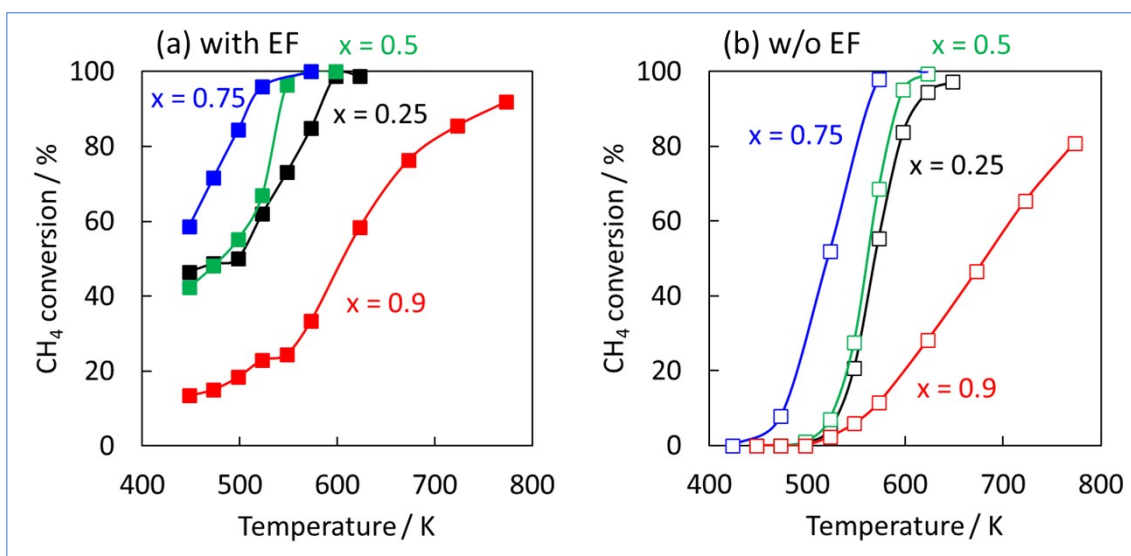 (a) with EF
x = 0.5
x = 0.75
x = 0.25
x = 0.9
CH₄ conversion / %
100
80
60
40
20
0
400 500 600 700 800
Temperature / K
(b) w/o EF
x = 0.5
x = 0.75
x = 0.25
x = 0.9
CH₄ conversion / %
100
80
60
40
20
0
400 500 600 700 800
Temperature / K